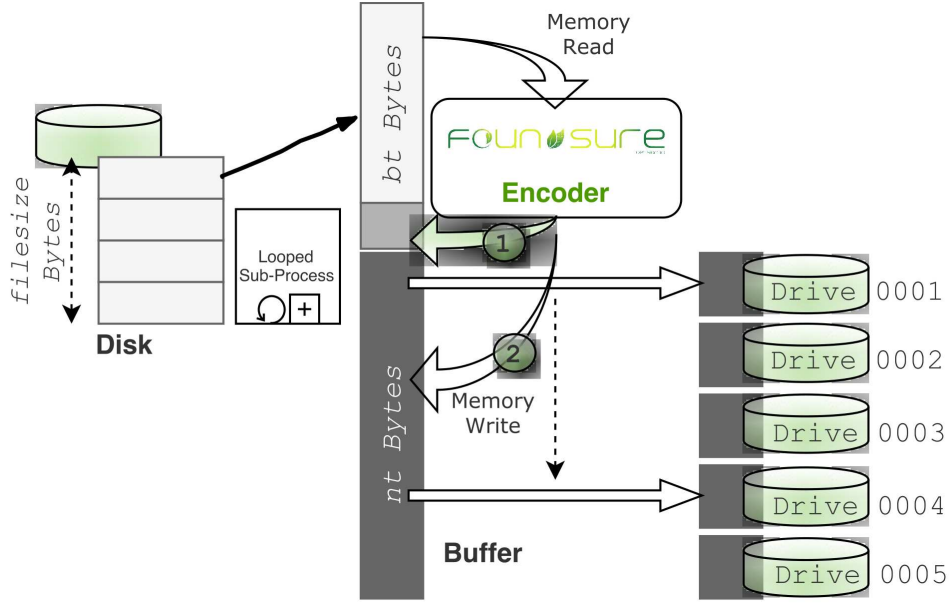 bt Bytes
Memory
Read
FOUNSURE
Encoder
filesize
Bytes
Looped
Sub-Process
+
Disk
1
2
Memory
Write
nt Bytes
Buffer
Drive 0001
Drive 0002
Drive 0003
Drive 0004
Drive 0005